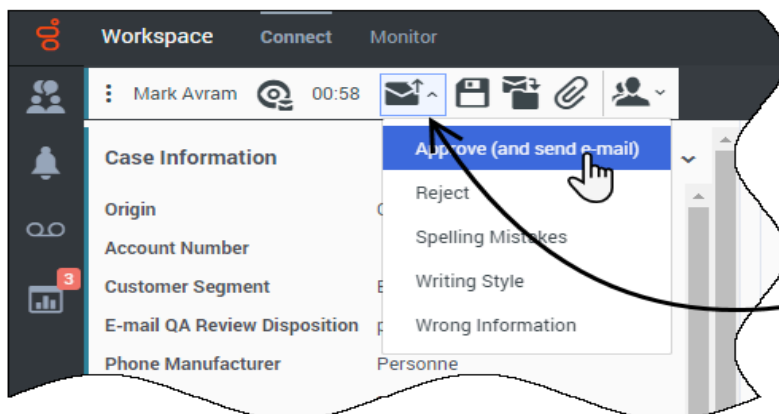 Workspace Connect Monitor
Mark Avram 00:58
Approve (and send e-mail)
Case Information
Reject
Origin
Spelling Mistakes
Account Number
Writing Style
Customer Segment
3
E-mail QA Review Disposition
Wrong Information
Phone Manufacturer Personne